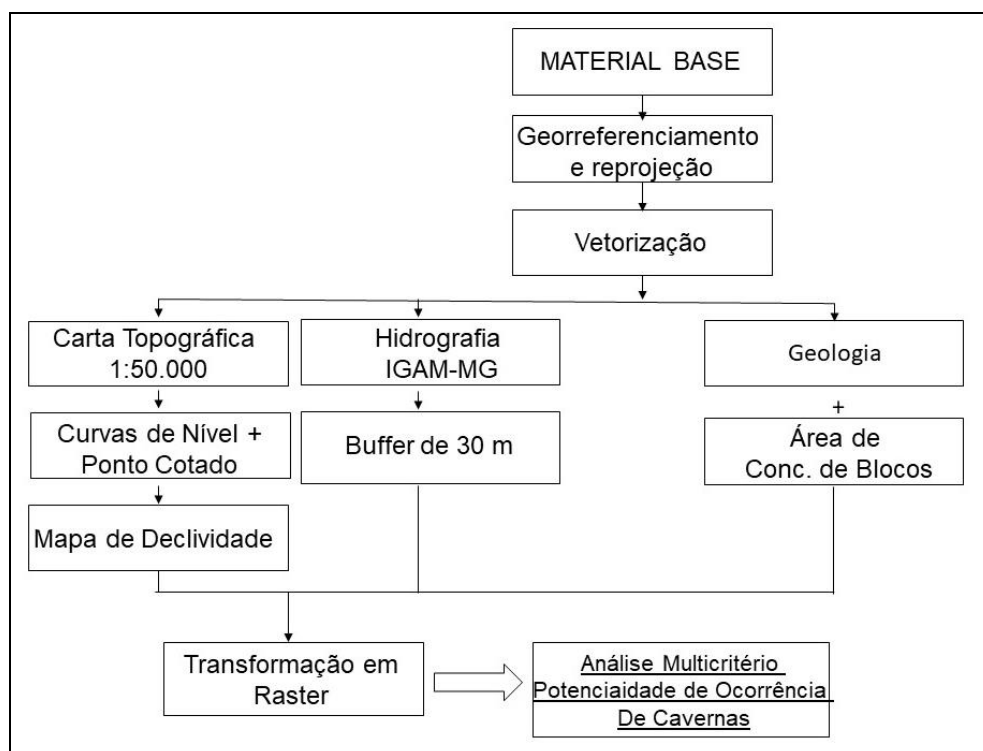 MATERIAL BASE
Georreferenciamento
e reprojeção
Vetorização
Carta Topográfica
1:50.000
Hidrografia
IGAM-MG
Geologia
Curvas de Nível +
Ponto Cotado
Buffer de 30 m
+
Área de
Conc. de Blocos
Mapa de Declividade
Transformação em
Raster
Análise Multicritério
Potenciaidade de Ocorrência
De Cavernas